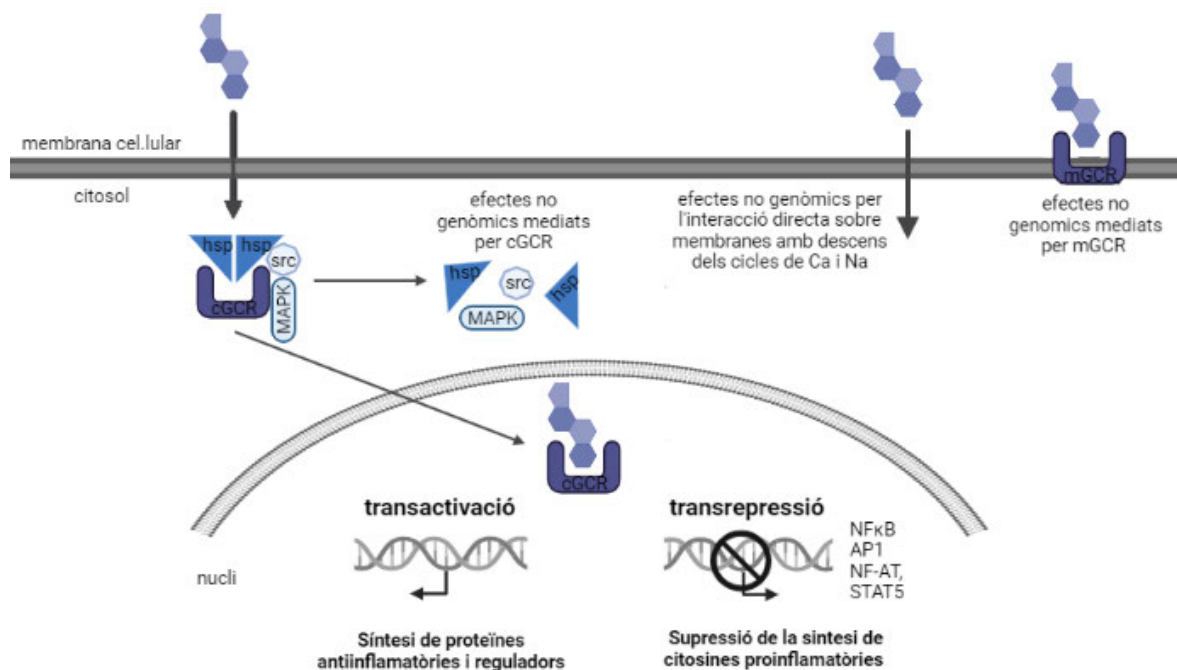 membrana cel.lular
citosol
hsp
hsp
src
cGCR
MAPK
efectes no
genòmics mediats
per cGCR
hsp
src
hsp
MAPK
efectes no genòmics per
l'interacció directa sobre
membranes amb descens
dels cicles de Ca i Na
mGCR
efectes no
genomics mediats
per mGCR
cGCR
transactivació
transrepressió
NFκB
AP1
NF-AT,
STAT5
nucli
Síntesi de proteïnes
antiinflamatòries i reguladors
Supressió de la sintesi de
citosines proinflamatòries